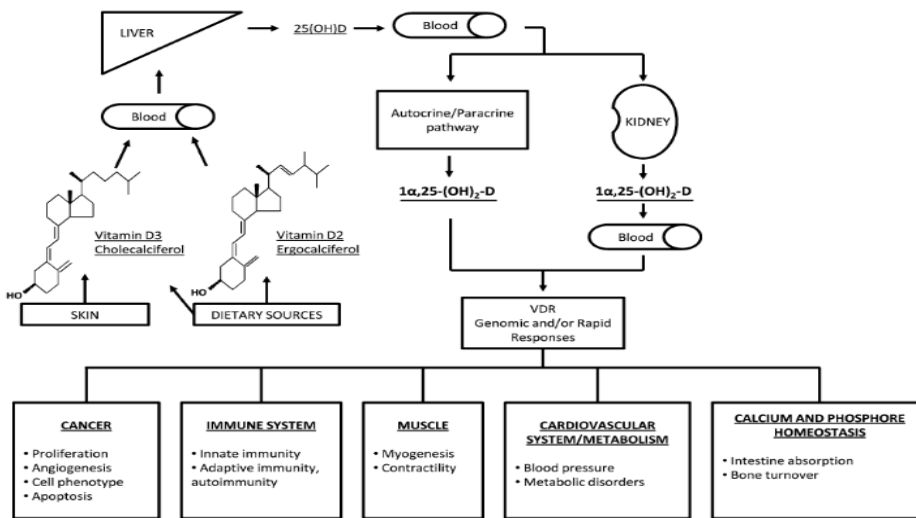 LIVER
25(OH)D
Blood
Blood
Autocrine/Paracrine
pathway
KIDNEY
1α,25-(OH)₂-D
1α,25-(OH)₂-D
Blood
Vitamin D3
Cholecalciferol
Vitamin D2
Ergocalciferol
HO
HO
SKIN
DIETARY SOURCES
VDR
Genomic and/or Rapid
Responses
CANCER
• Proliferation
• Angiogenesis
• Cell phenotype
• Apoptosis
IMMUNE SYSTEM
• Innate immunity
• Adaptive immunity,
autoimmunity
MUSCLE
• Myogenesis
• Contractility
CARDIOVASCULAR
SYSTEM/METABOLISM
• Blood pressure
• Metabolic disorders
CALCIUM AND PHOSPHORE
HOMEOSTASIS
• Intestine absorption
• Bone turnover